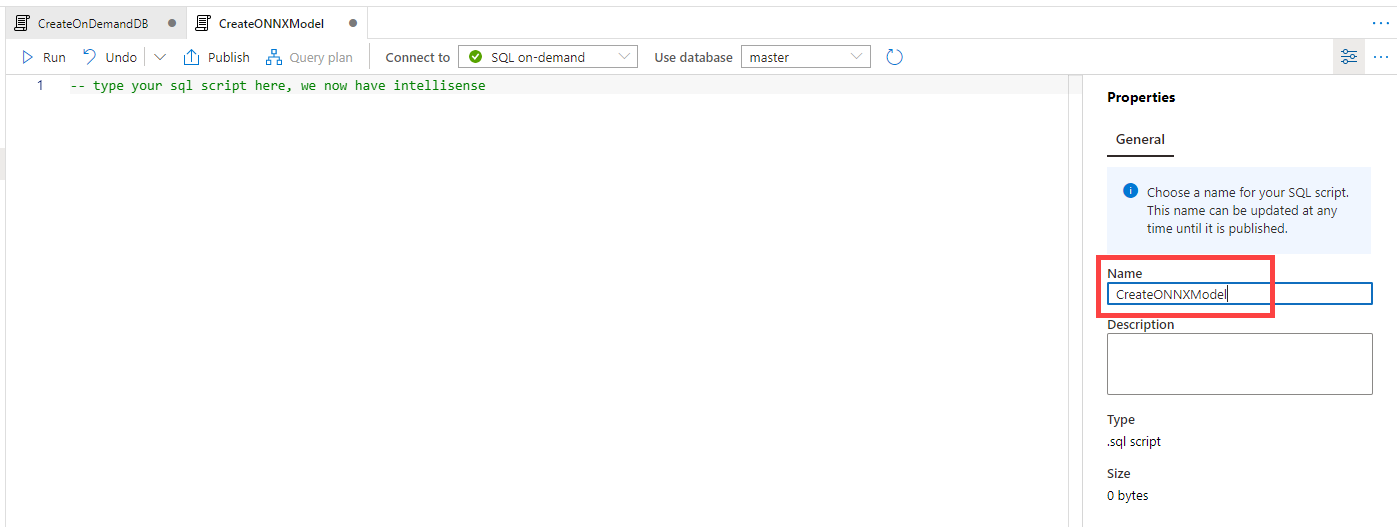 CreateOnDemandDB
CreateONNXModel
Run Undo Publish Query plan Connect to SQL on-demand Use database master
1 -- type your sql script here, we now have intellisense
Properties
General
Choose a name for your SQL script.
This name can be updated at any
time until it is published.
Name
CreateONNXModel
Description
Type
.sql script
Size
0 bytes